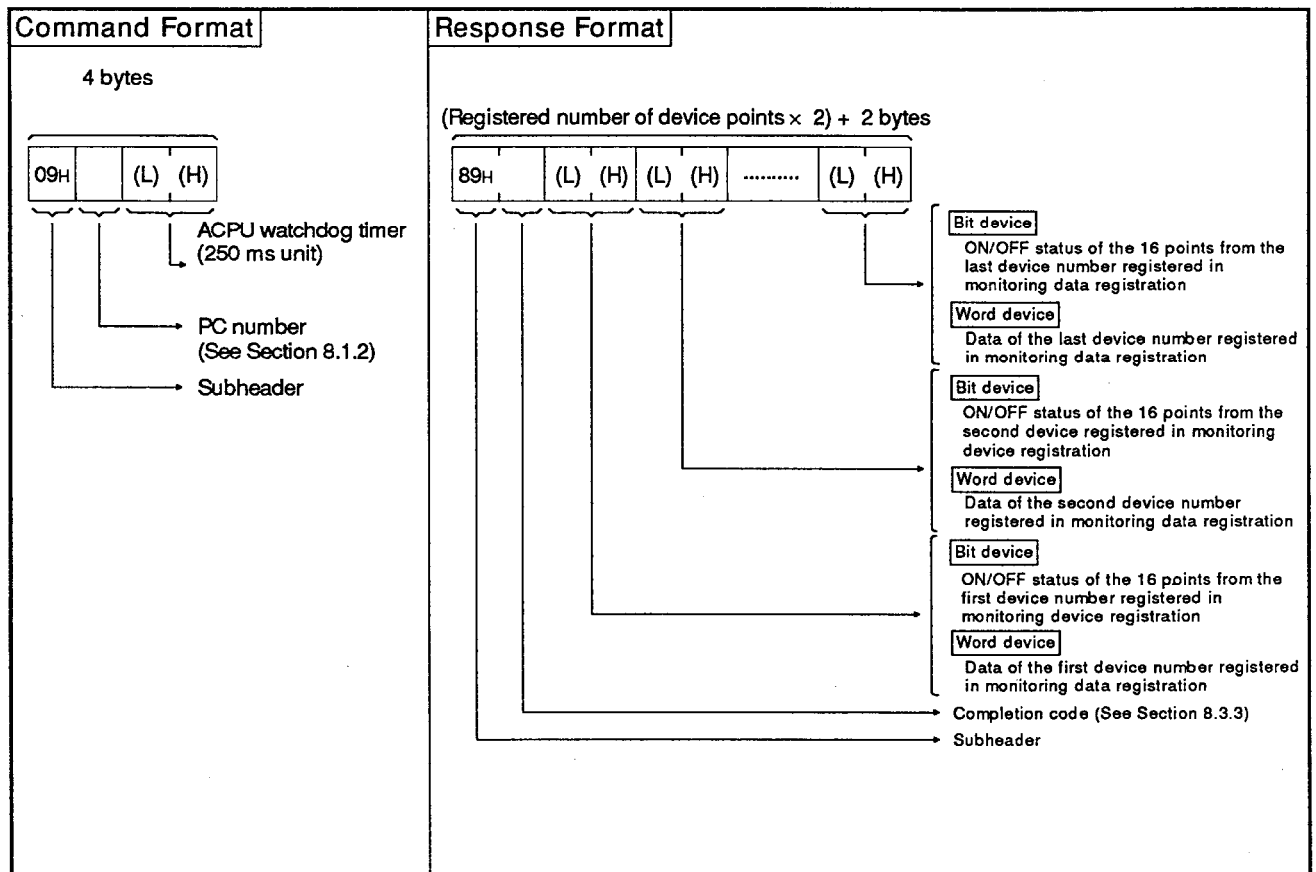 Command Format
4 bytes
09H (L) (H)
ACPU watchdog timer
(250 ms unit)
PC number
(See Section 8.1.2)
Subheader
Response Format
(Registered number of device points × 2) + 2 bytes
89H (L) (H) (L) (H) .......... (L) (H)
Bit device
ON/OFF status of the 16 points from the
last device number registered in
monitoring data registration
Word device
Data of the last device number registered
in monitoring data registration
Bit device
ON/OFF status of the 16 points from the
second device registered in monitoring
device registration
Word device
Data of the second device number
registered in monitoring data registration
Bit device
ON/OFF status of the 16 points from the
first device number registered in
monitoring device registration
Word device
Data of the first device number registered
in monitoring data registration
Completion code (See Section 8.3.3)
Subheader